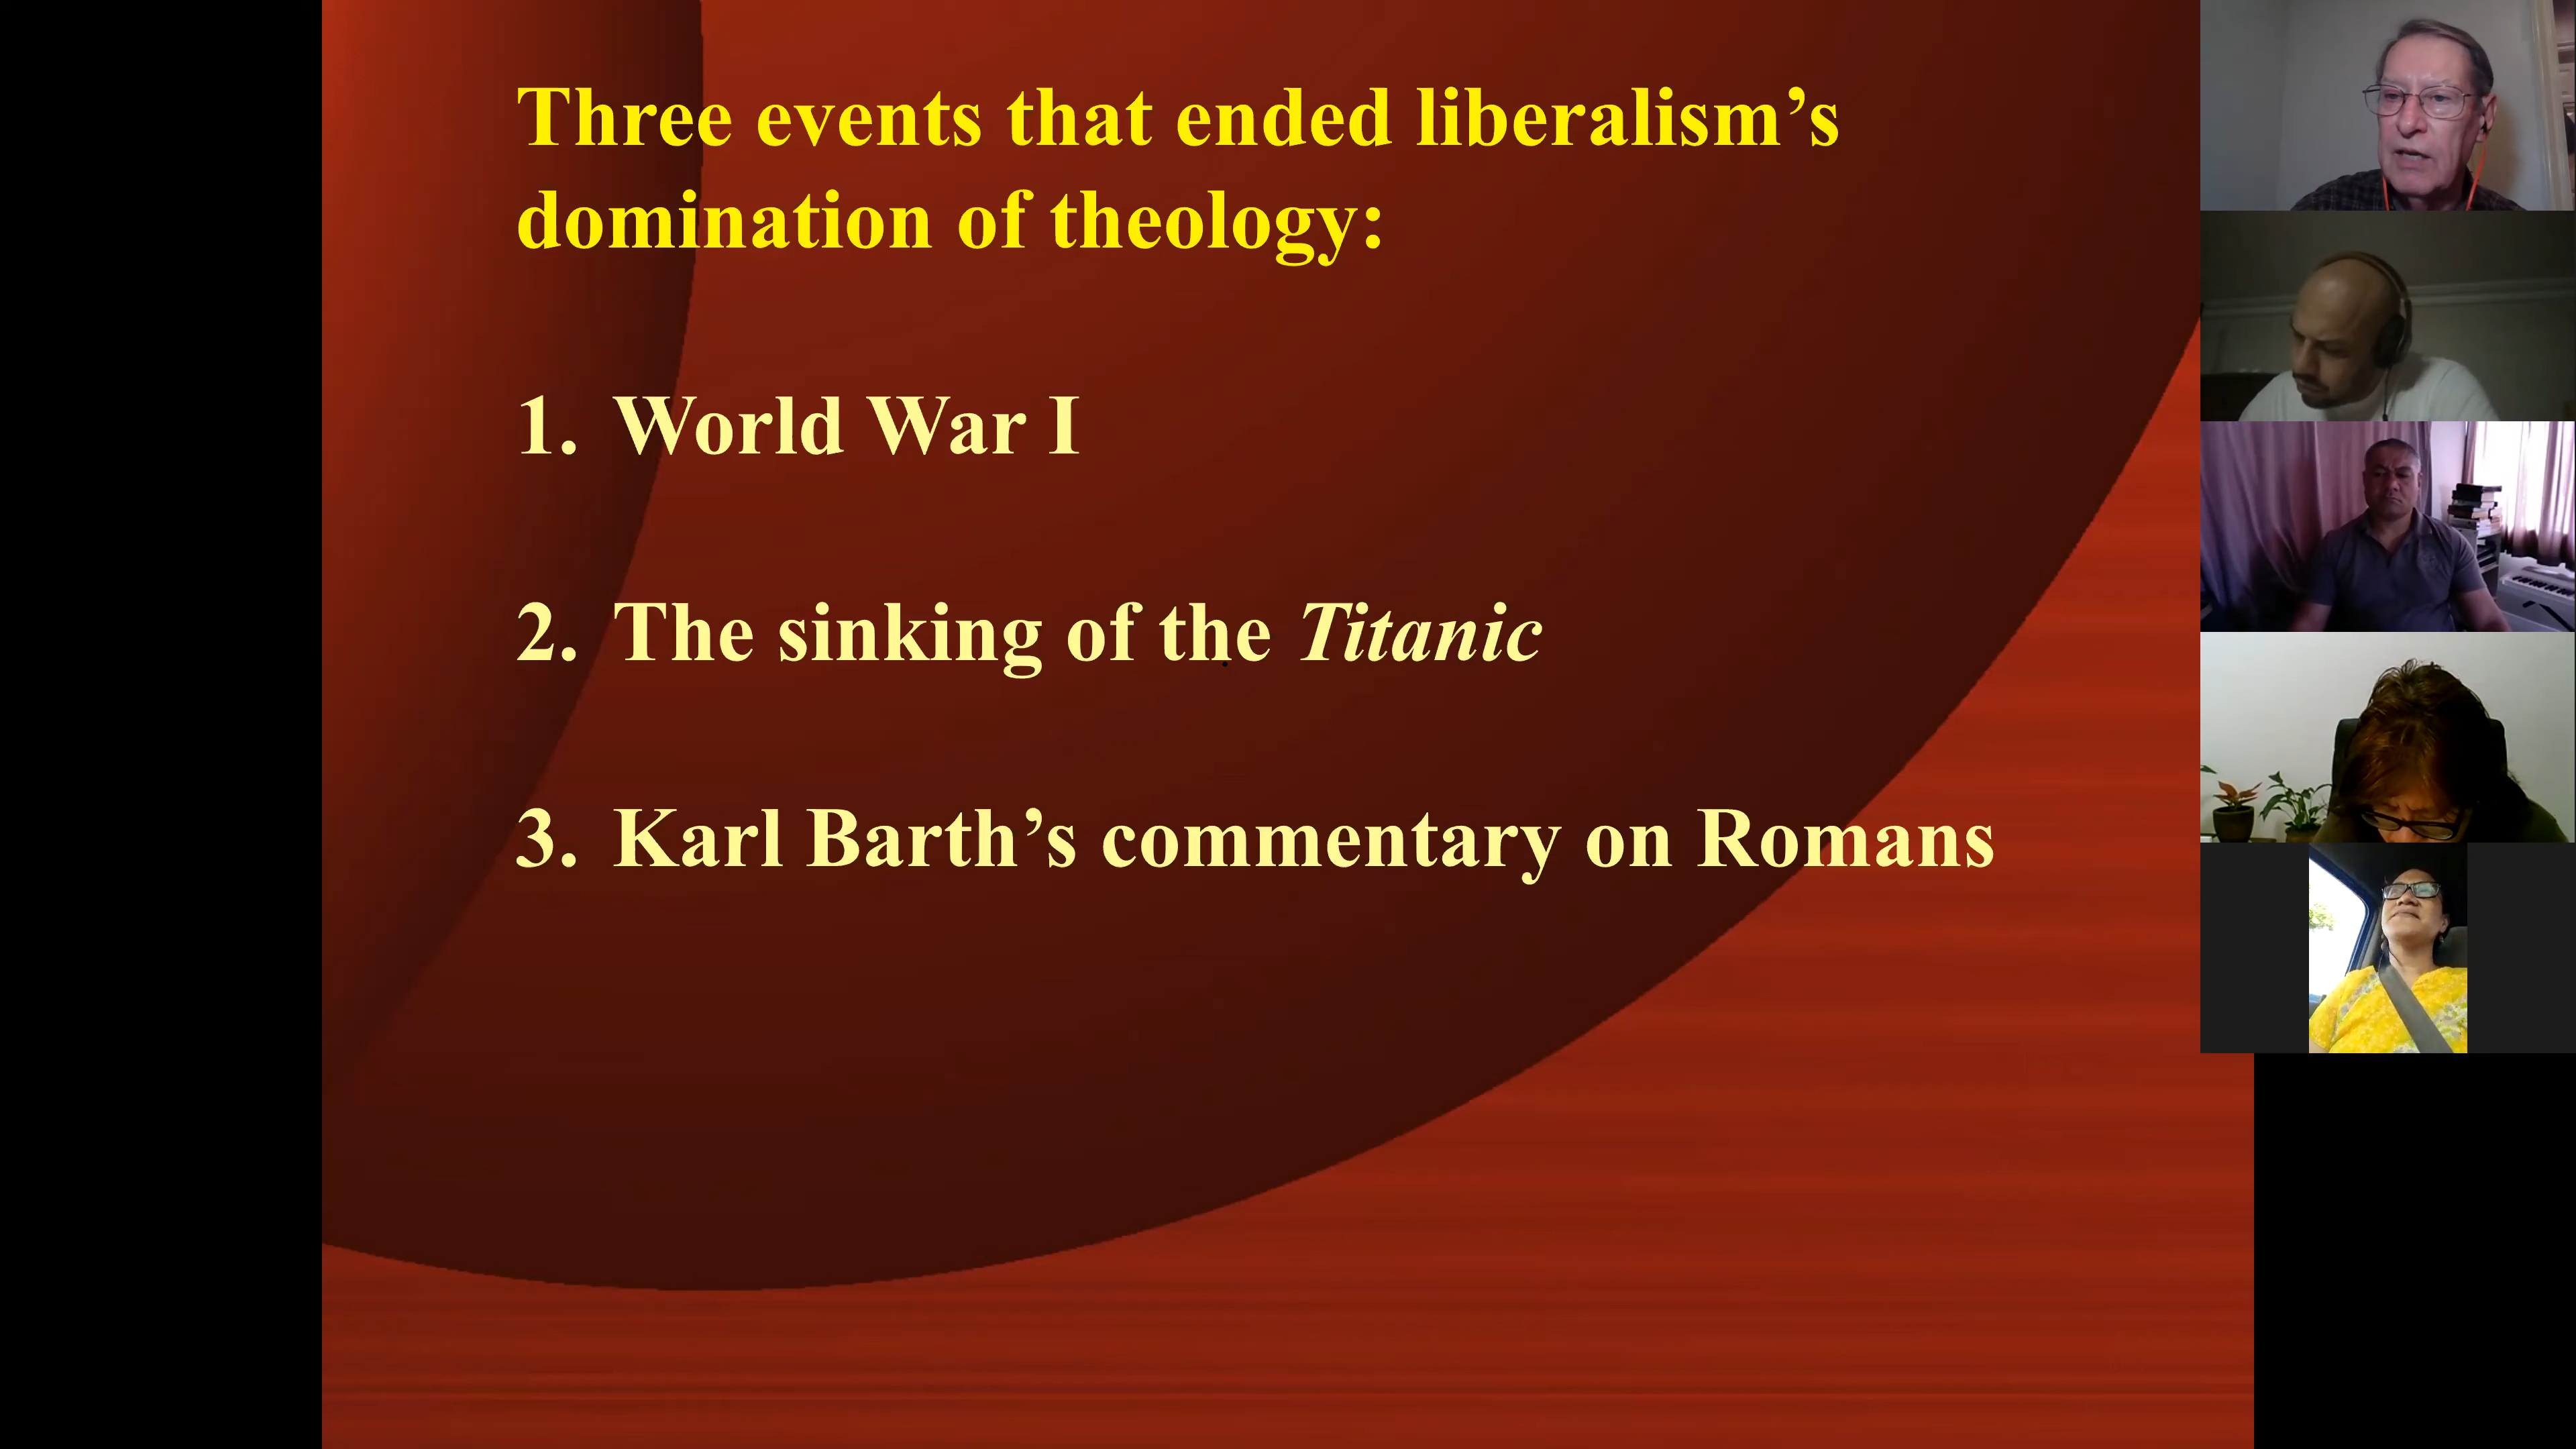 Three events that ended liberalism’s
domination of theology:
1. World War I
2. The sinking of the Titanic
3. Karl Barth’s commentary on Romans